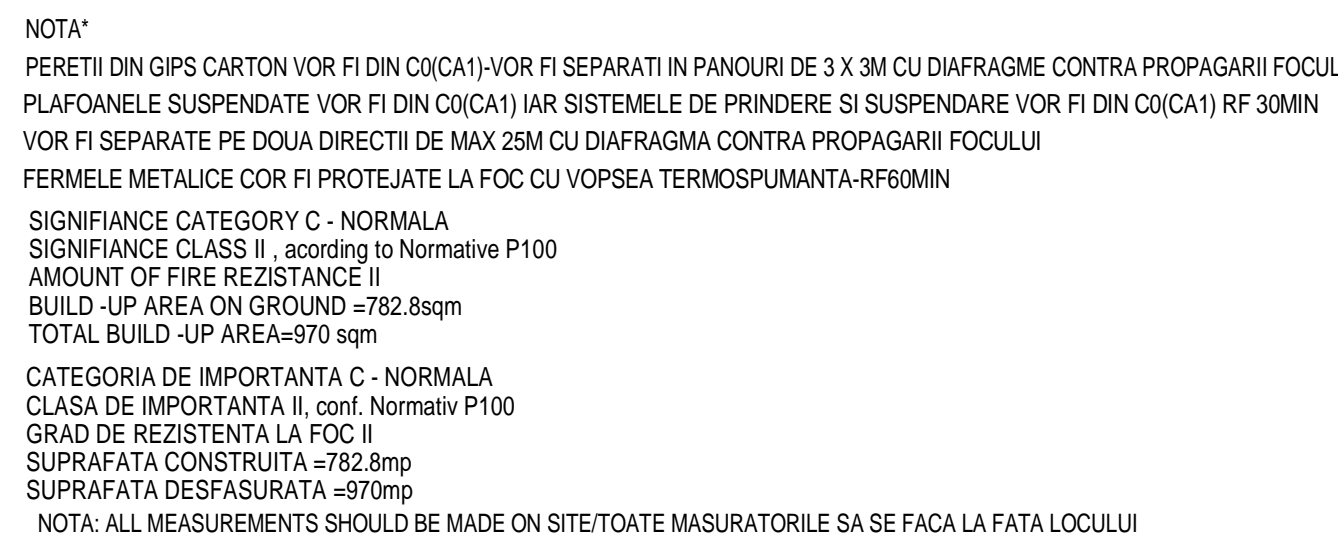 NOTA*
PERETII DIN GIPS CARTON VOR FI DIN C0(CA1)-VOR FI SEPARATI IN PANOURI DE 3 X 3M CU DIAFRAGME CONTRA PROPAGARII FOCUL
PLAFOANELE SUSPENDATE VOR FI DIN C0(CA1) IAR SISTEMELE DE PRINDERE SI SUSPENDARE VOR FI DIN C0(CA1) RF 30MIN
VOR FI SEPARATE PE DOUA DIRECTII DE MAX 25M CU DIAFRAGMA CONTRA PROPAGARII FOCULUI
FERMELE METALICE COR FI PROTEJATE LA FOC CU VOPSEA TERMOSPUMANTA-RF60MIN
SIGNIFIANCE CATEGORY C - NORMALA
SIGNIFIANCE CLASS II , acording to Normative P100
AMOUNT OF FIRE REZISTANCE II
BUILD -UP AREA ON GROUND =782.8sqm
TOTAL BUILD -UP AREA=970 sqm
CATEGORIA DE IMPORTANTA C - NORMALA
CLASA DE IMPORTANTA II, conf. Normativ P100
GRAD DE REZISTENTA LA FOC II
SUPRAFATA CONSTRUITA =782.8mp
SUPRAFATA DESFASURATA =970mp
NOTA: ALL MEASUREMENTS SHOULD BE MADE ON SITE/TOATE MASURATORILE SA SE FACA LA FATA LOCULUI